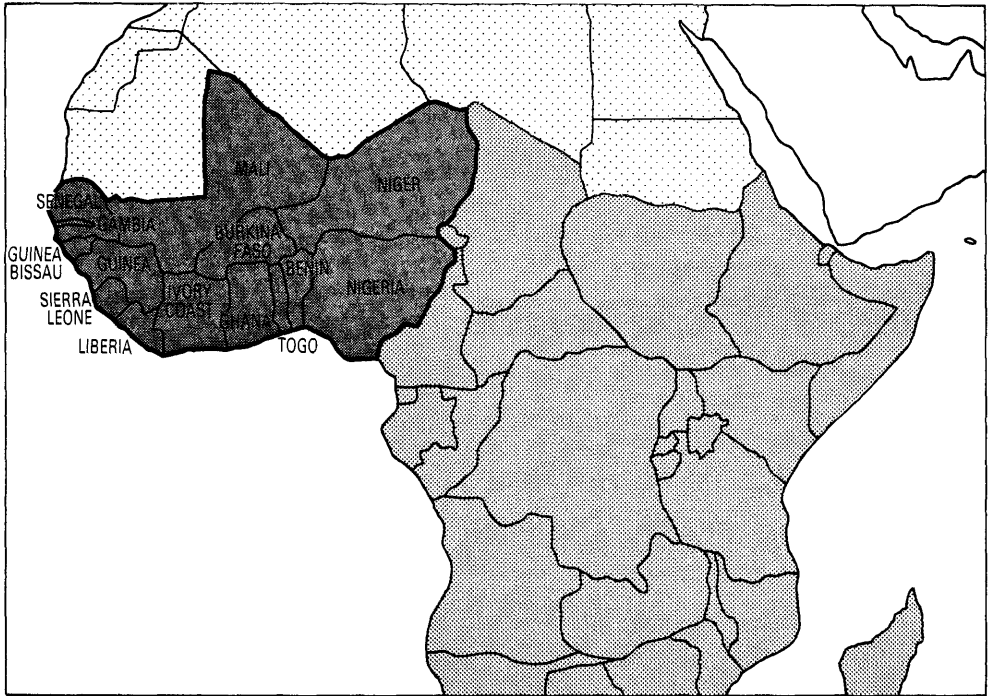 MALI
NIGER
SENEGAL
GAMBIA
BURKINA
FASO
GUINEA
BISSAU
GUINEA
BENIN
NIGERIA
IVORY
COAST
SIERRA
LEONE
GHANA
LIBERIA
TOGO